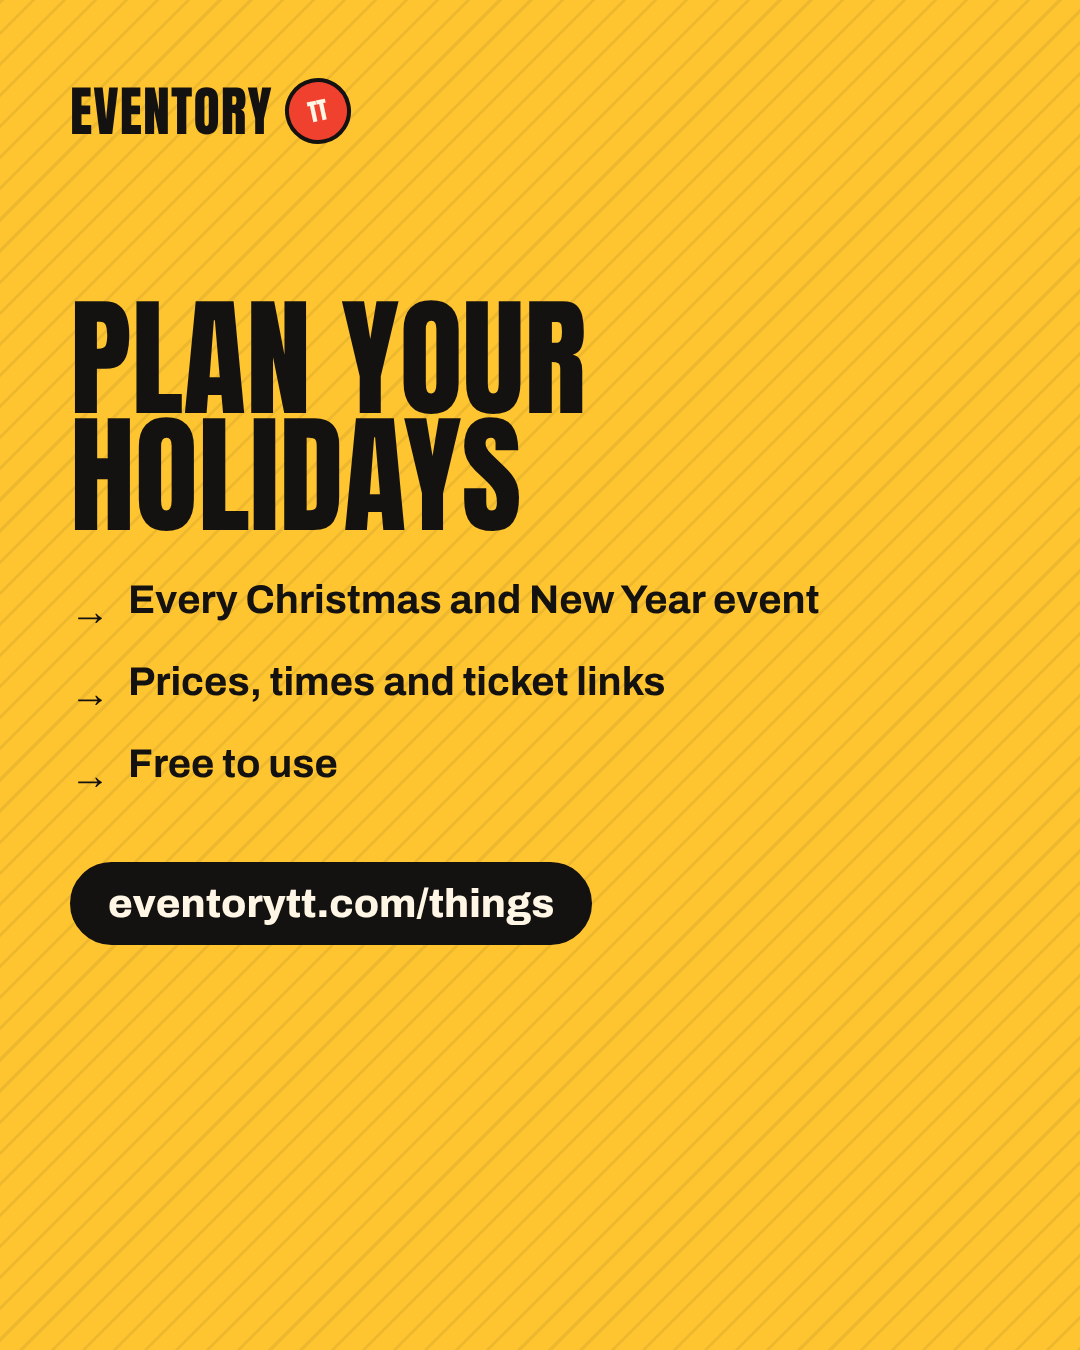 EVENTORY TT
PLAN YOUR
HOLIDAYS
→ Every Christmas and New Year event
→ Prices, times and ticket links
→ Free to use
eventorytt.com/things